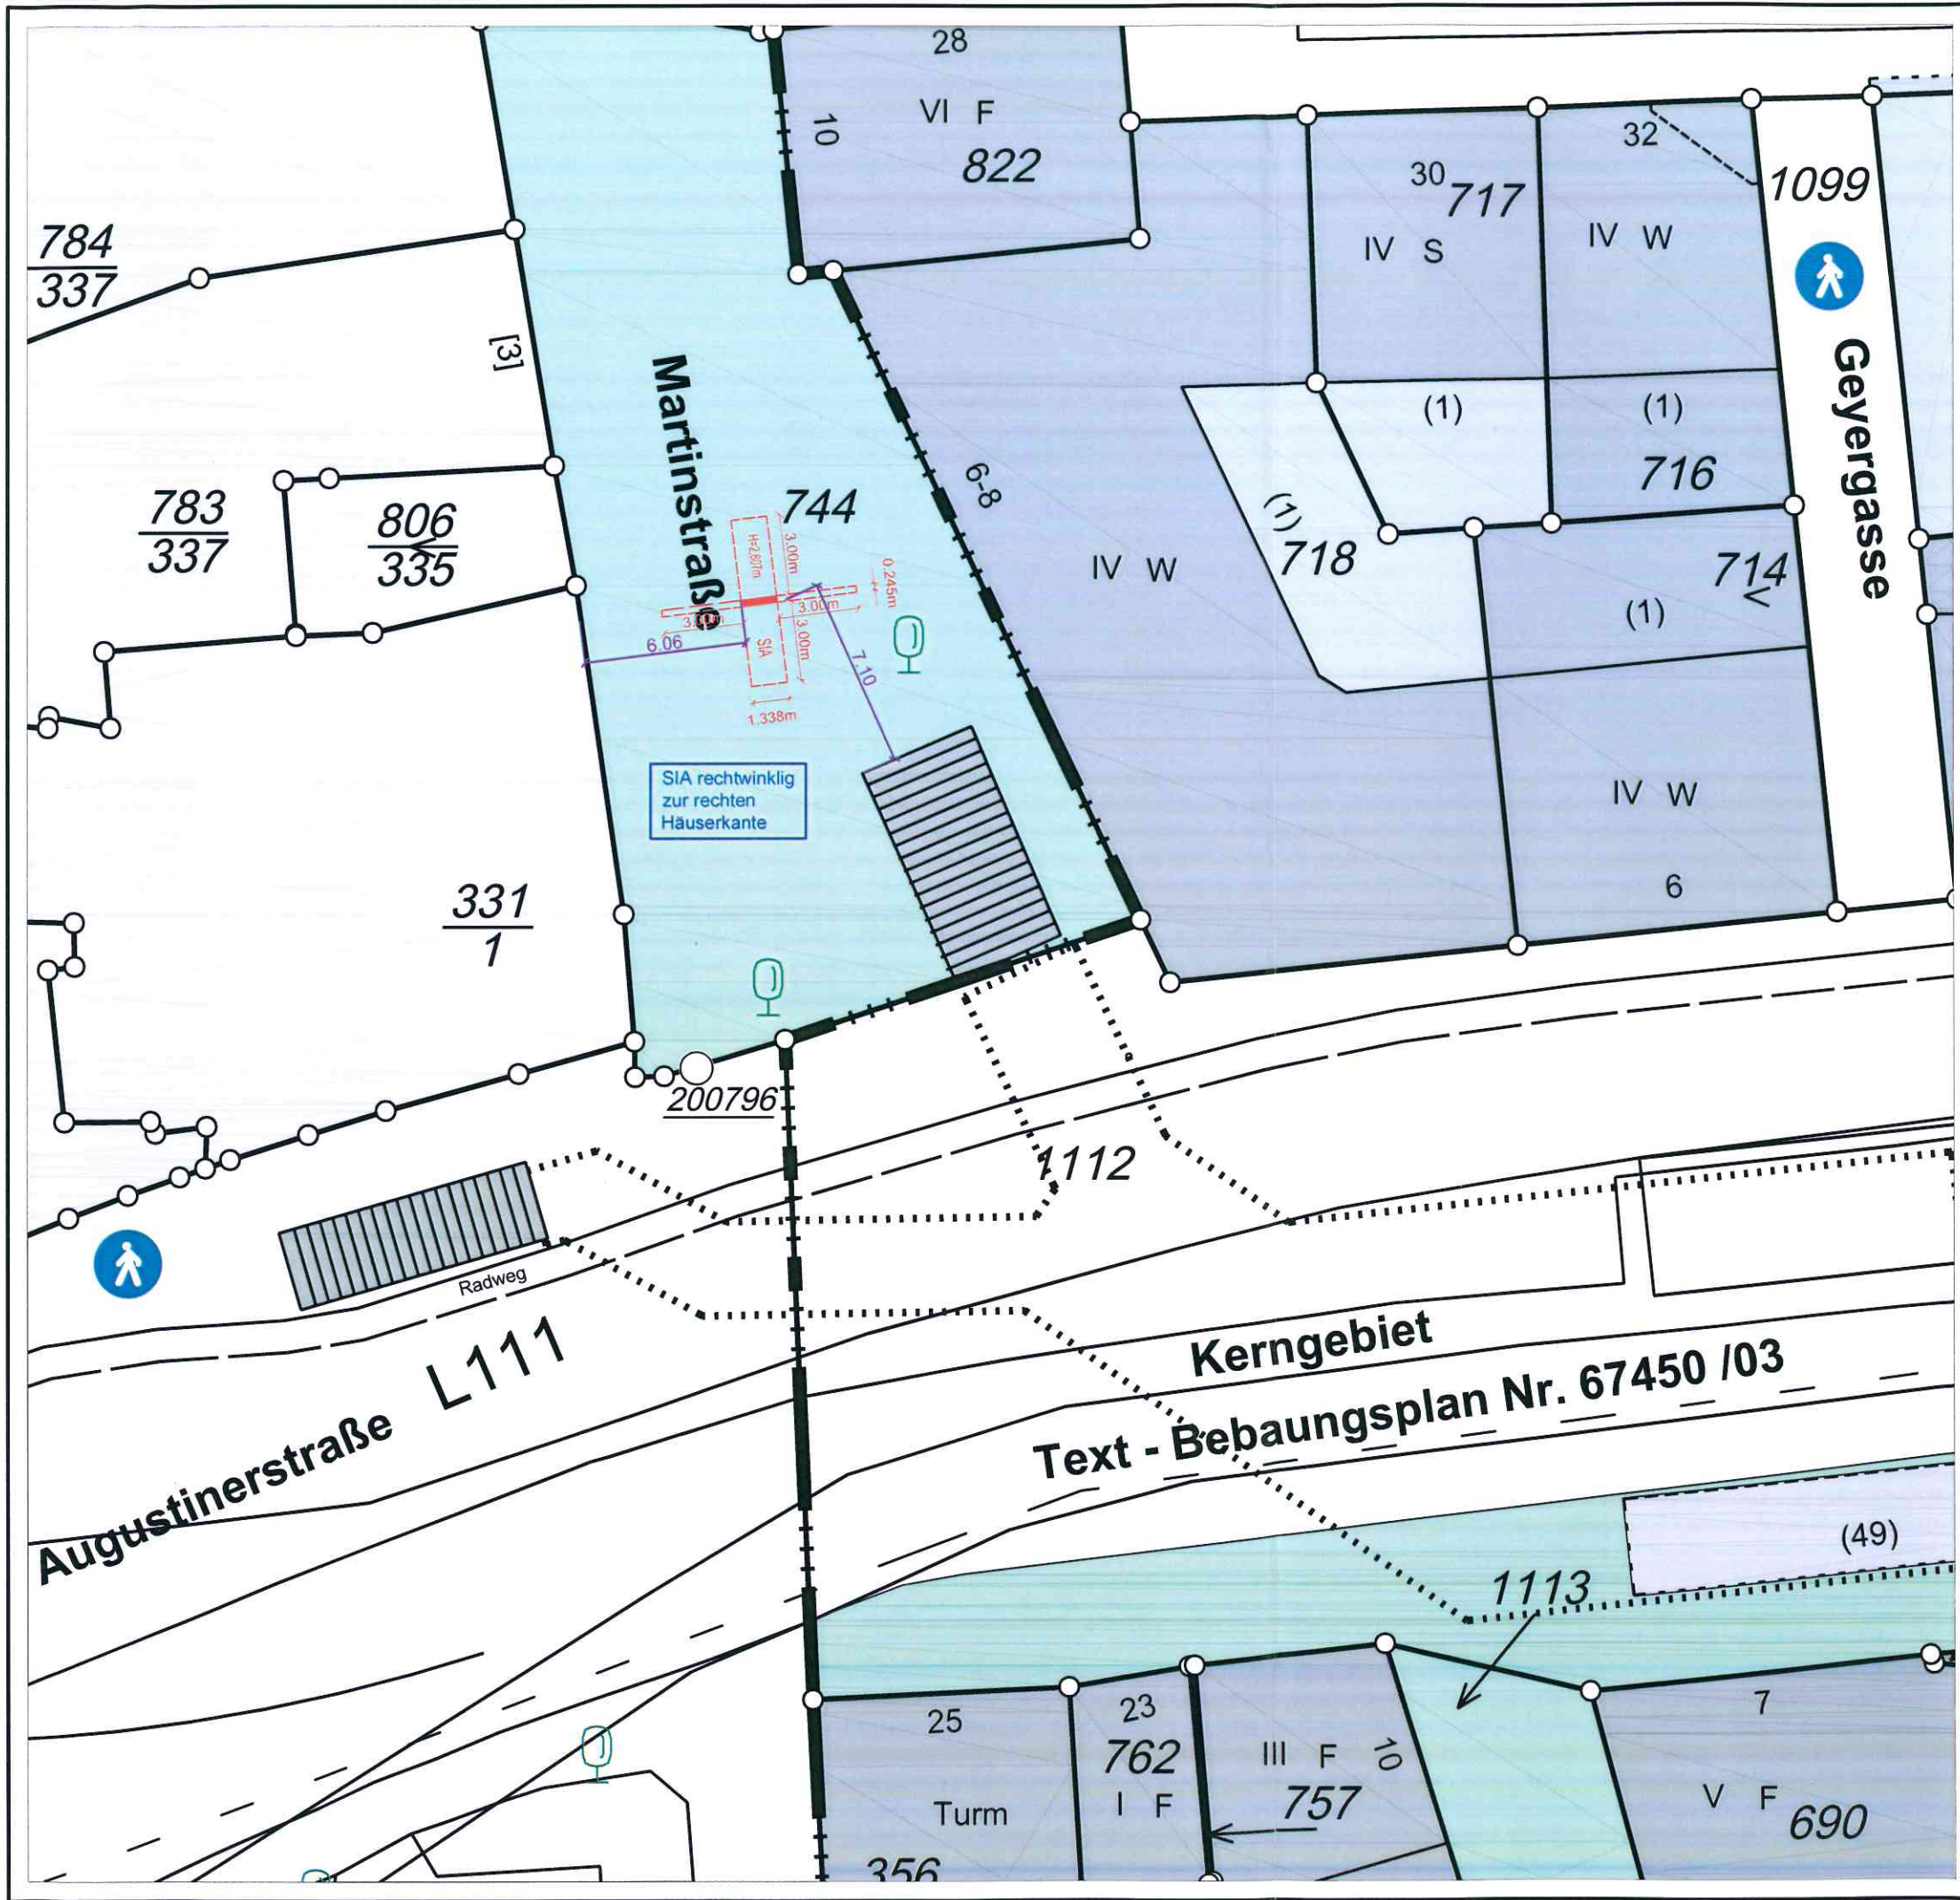 28
VI F
10
822
32
30
717
1099
IV S
IV W
784
337
[3]
Martinstraße
Geyergasse
(1)
(1)
6-8
716
783
337
806
335
744
(1)
718
H=2.807m
3.00m
0.245m
IV W
714
3.00m
3.00m
(1)
6.06
SIA
7.10
1.338m
SIA rechtwinklig
zur rechten
Häuserkante
IV W
6
331
1
200796
1112
Radweg
L111
Augustinerstraße
Kerngebiet
Text - Bebaungsplan Nr. 67450 /03
(49)
1113
25
23
762
I F
III F
10
757
7
V F
690
Turm
356